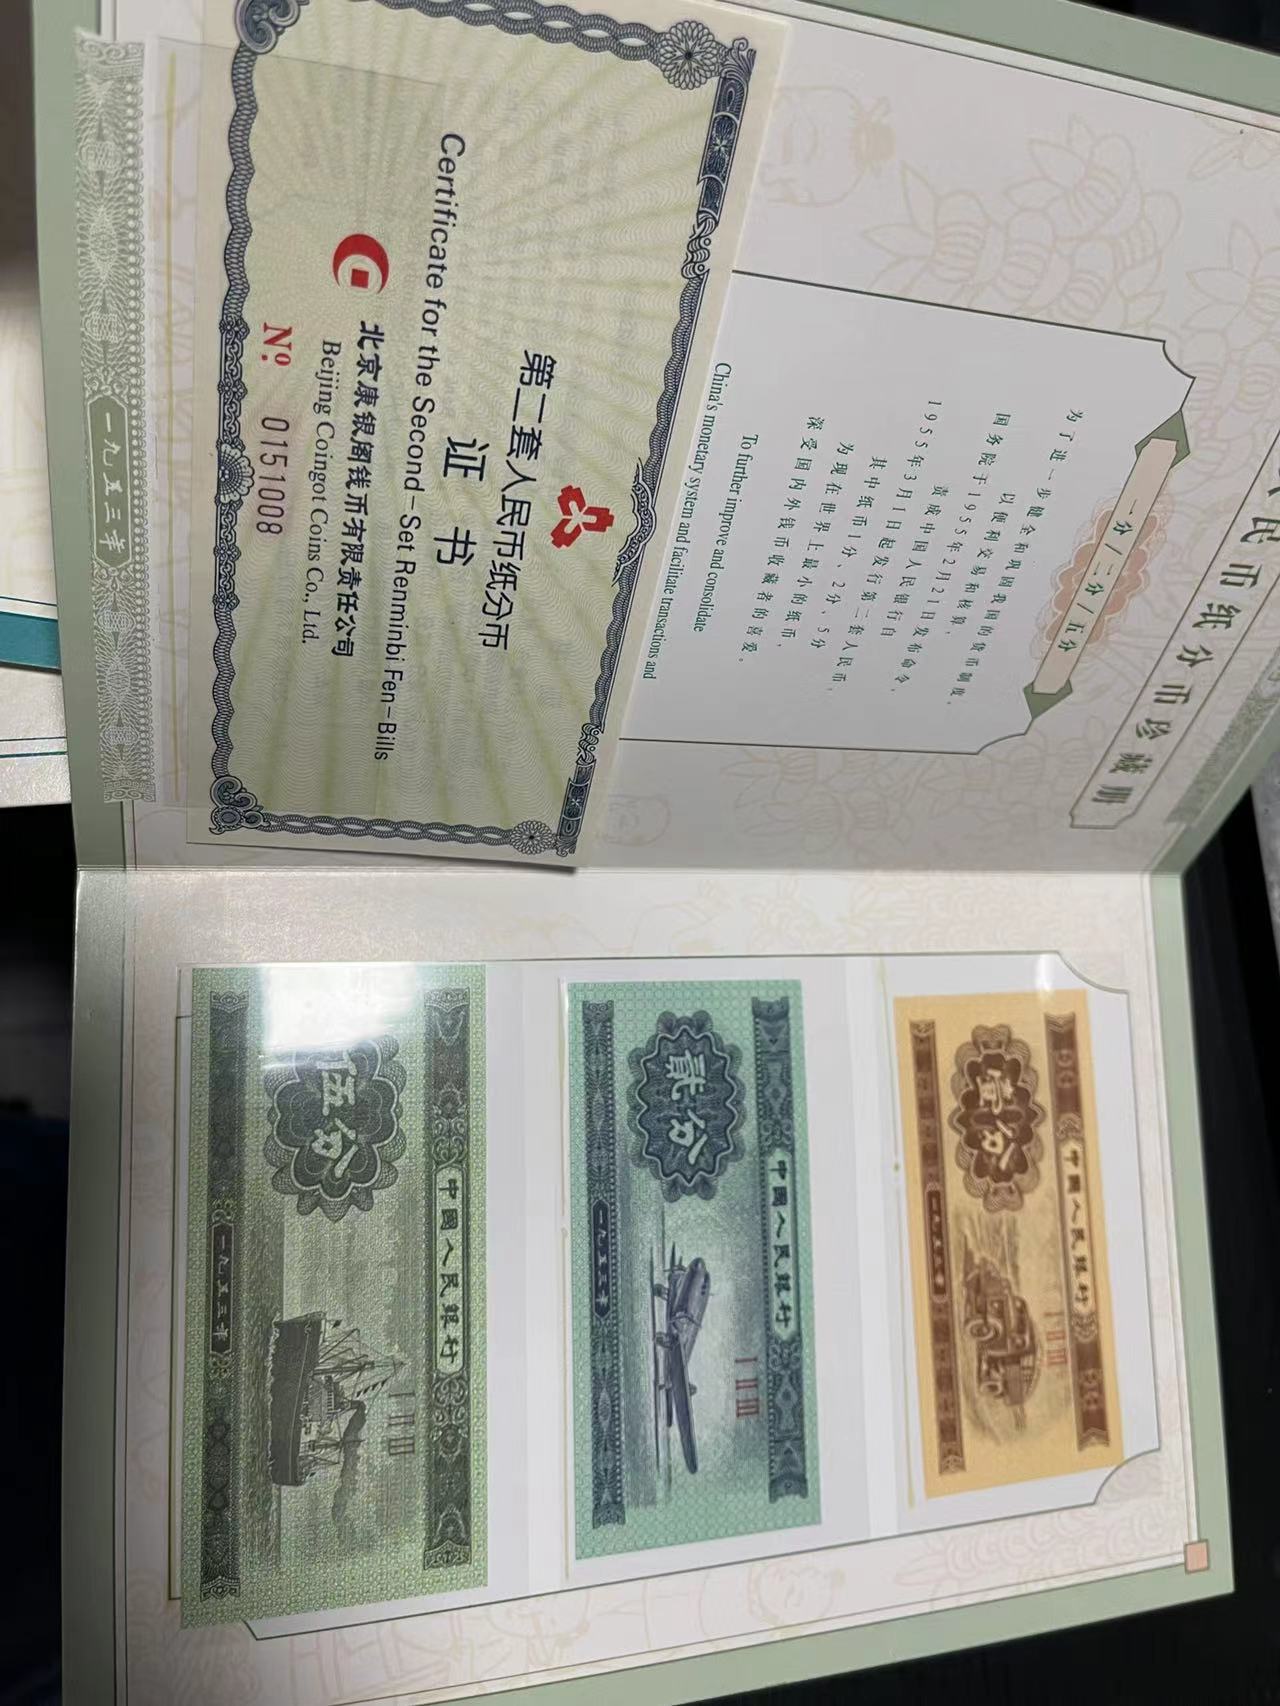 民币纸分币珍藏册
一分/二分/五分
为了进一步健全和巩固我国的货币制度,
以便利交易和核算,
国务院于1955年2月21日发布命令,
责成中国人民银行自
1955年3月1日起发行第二套人民币,
其中纸币1分、2分、5分
为现在世界上最小的纸币,
深受国内外钱币收藏者的喜爱。
To further improve and consolidate
China's monetary system and facilitate transactions and
第二套人民币纸分币
证书
Certificate for the Second-Set Renminbi Fen-Bills
北京康银阁钱币有限责任公司
Beijing Coingot Coins Co., Ltd.
Nº 0151008
一九五三年
中國人民银行
壹分
I II III
一九五三年
中國人民银行
贰分
I II III
一九五三年
中國人民银行
伍分
I II III
一九五三年